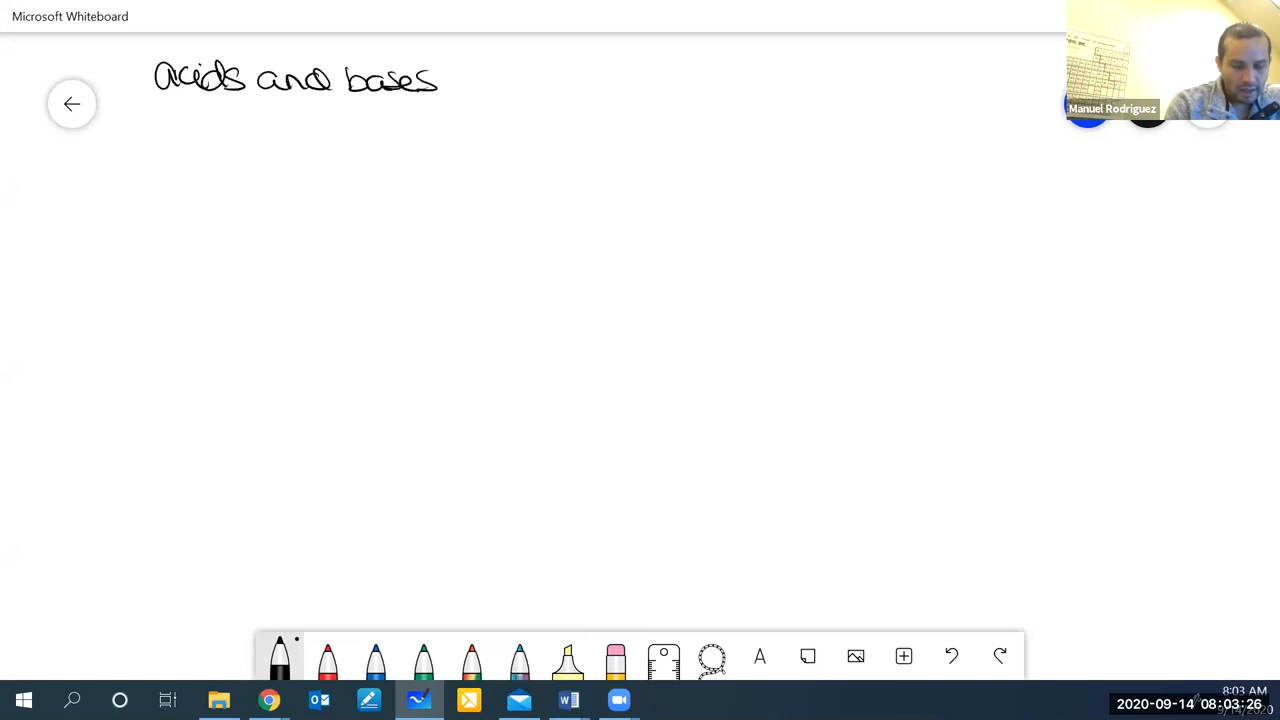 Microsoft Whiteboard
acids and bases
Manuel Rodriguez
A
8:03 AM
2020-09-14 08:03:26